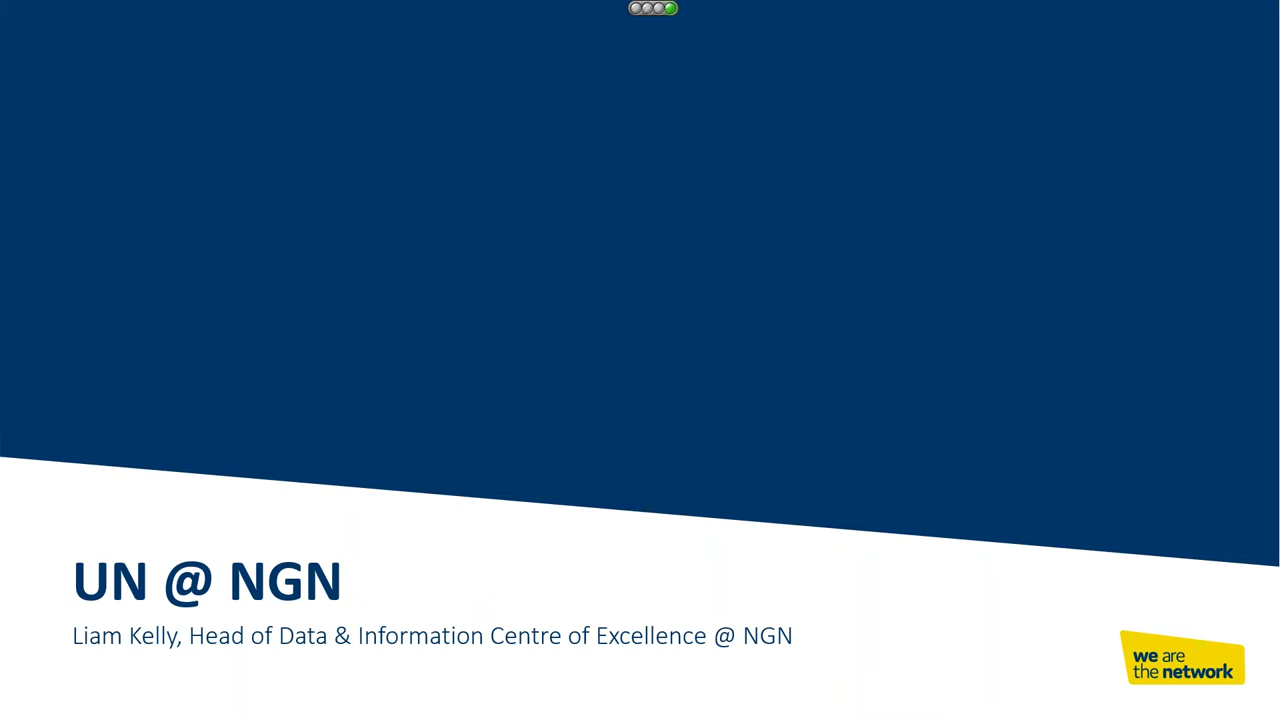 UN @ NGN
Liam Kelly, Head of Data & Information Centre of Excellence @ NGN
we are
the network